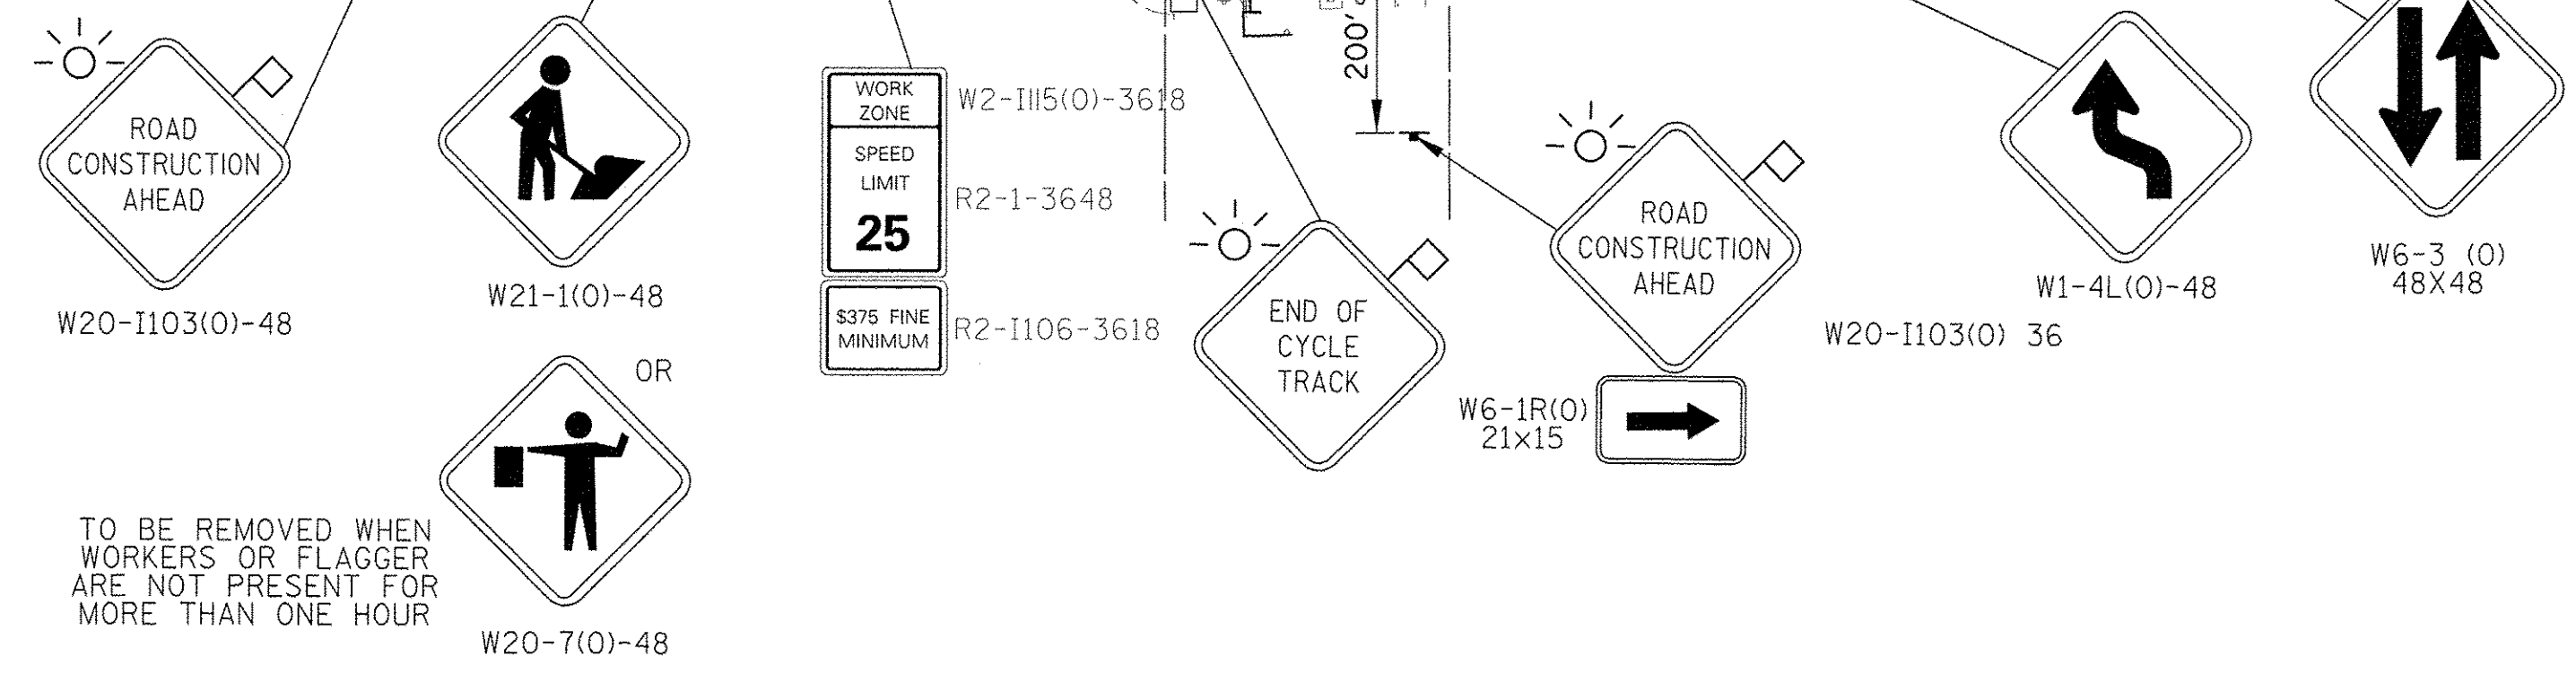 ROAD
CONSTRUCTION
AHEAD
W20-I103(O)-48
W21-1(O)-48
OR
TO BE REMOVED WHEN
WORKERS OR FLAGGER
ARE NOT PRESENT FOR
MORE THAN ONE HOUR
W20-7(O)-48
WORK
ZONE
W2-I115(O)-3618
SPEED
LIMIT
25
R2-1-3648
$375 FINE
MINIMUM
R2-I106-3618
200'
END OF
CYCLE
TRACK
ROAD
CONSTRUCTION
AHEAD
W20-I103(O) 36
W6-1R(O)
21x15
W1-4L(O)-48
W6-3 (O)
48X48